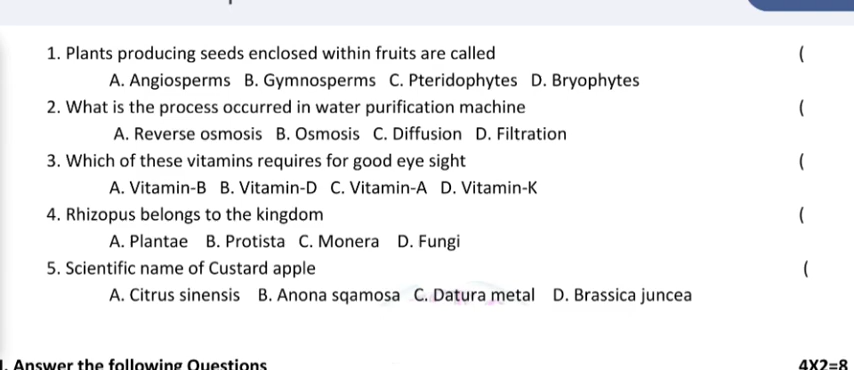 1. Plants producing seeds enclosed within fruits are called (
A. Angiosperms B. Gymnosperms C. Pteridophytes D. Bryophytes
2. What is the process occurred in water purification machine (
A. Reverse osmosis B. Osmosis C. Diffusion D. Filtration
3. Which of these vitamins requires for good eye sight (
A. Vitamin-B B. Vitamin-D C. Vitamin-A D. Vitamin-K
4. Rhizopus belongs to the kingdom (
A. Plantae B. Protista C. Monera D. Fungi
5. Scientific name of Custard apple (
A. Citrus sinensis B. Anona sqamosa C. Datura metal D. Brassica juncea
. Answer the following Questions 4X2=8